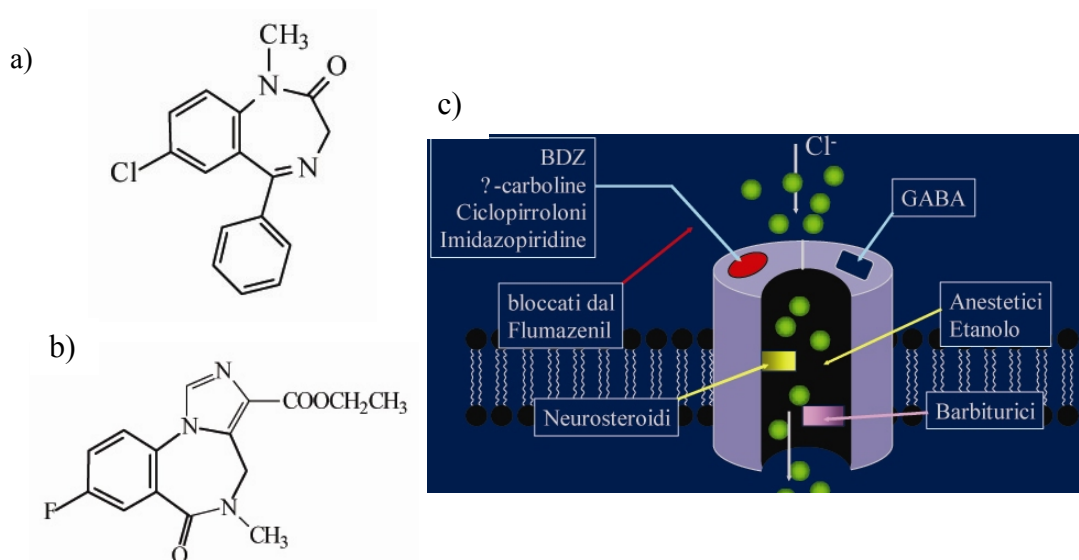 a)
CH₃
N
O
N
Cl
b)
N
N
COOCH₂CH₃
F
N
O
CH₃
c)
BDZ
?-carboline
Ciclopirroloni
Imidazopiridine
Cl⁻
GABA
bloccati dal
Flumazenil
Anestetici
Etanolo
Neurosteroidi
Barbiturici